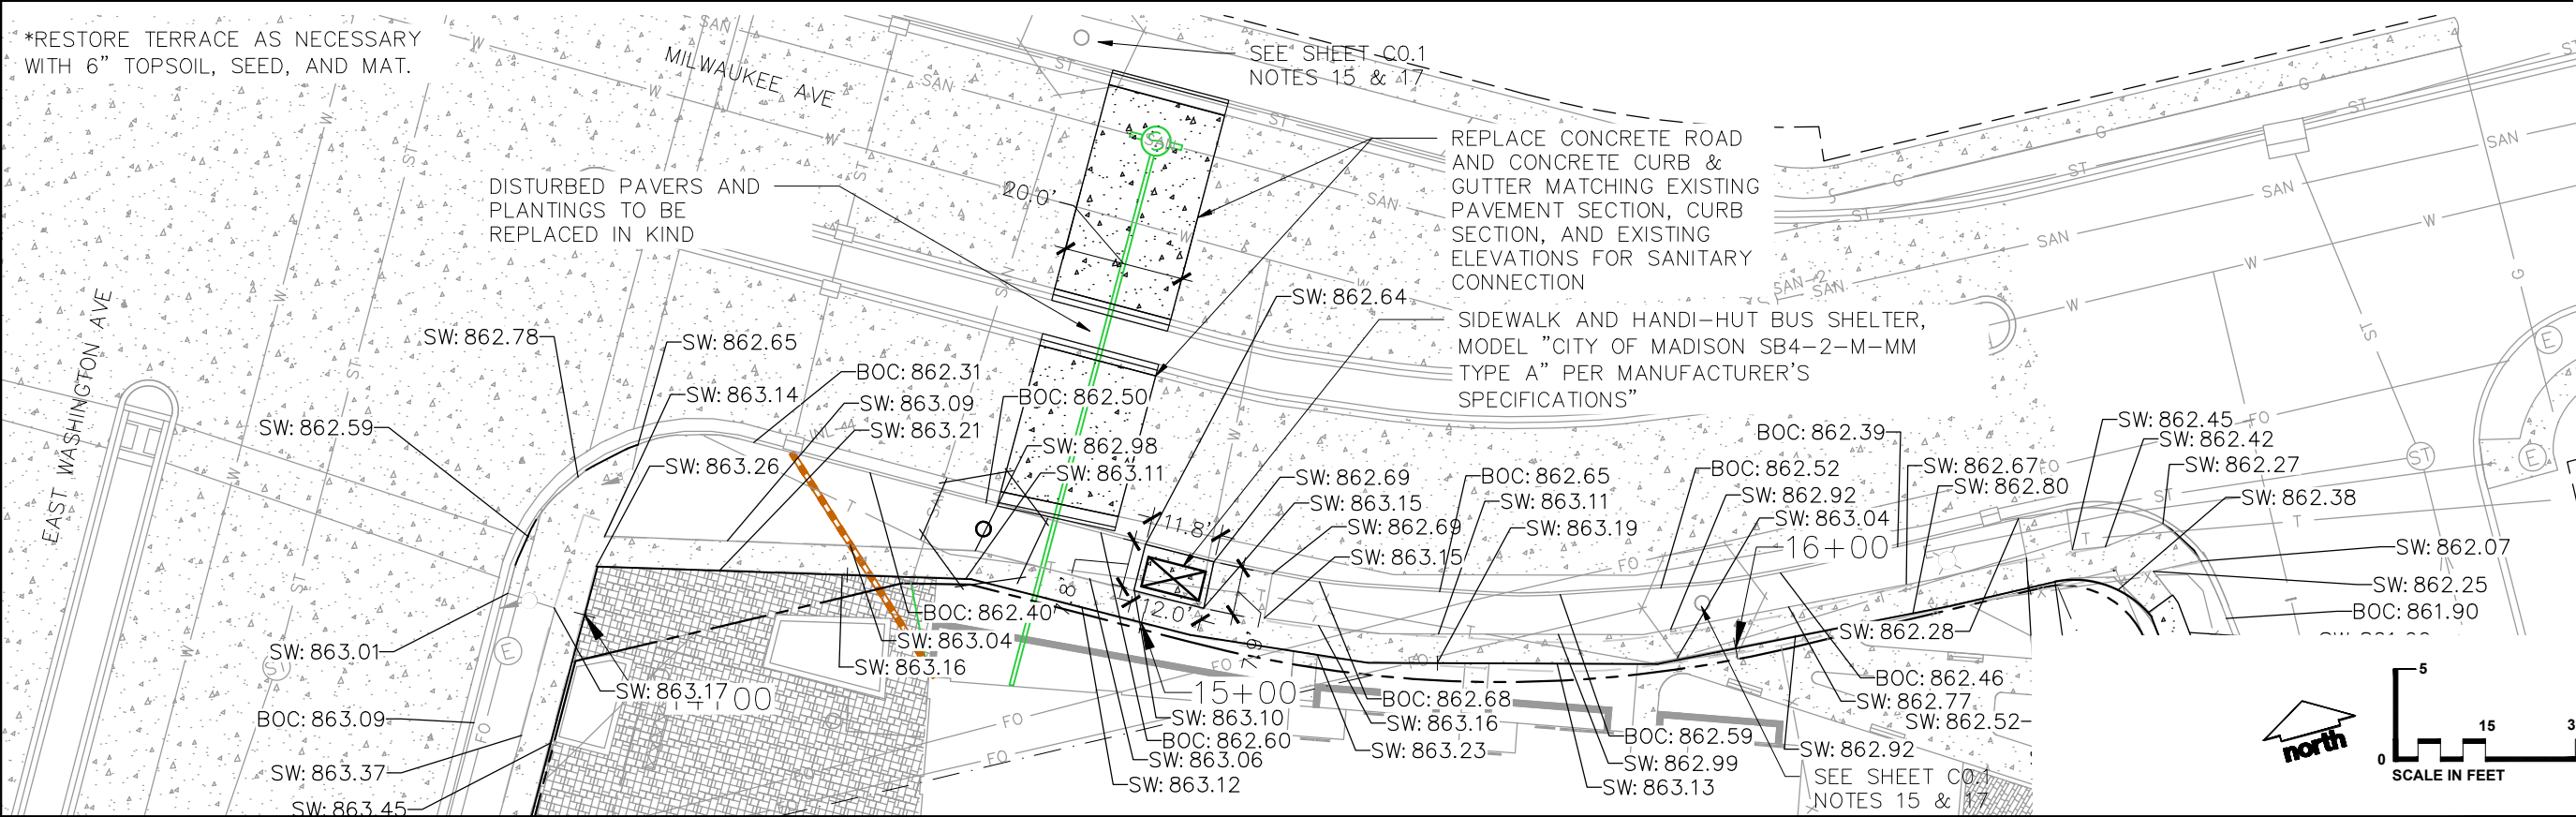 *RESTORE TERRACE AS NECESSARY
WITH 6" TOPSOIL, SEED, AND MAT.
MILWAUKEE AVE
EAST WASHINGTON AVE
SEE SHEET C0.1
NOTES 15 & 17
DISTURBED PAVERS AND
PLANTINGS TO BE
REPLACED IN KIND
20.0'
REPLACE CONCRETE ROAD
AND CONCRETE CURB &
GUTTER MATCHING EXISTING
PAVEMENT SECTION, CURB
SECTION, AND EXISTING
ELEVATIONS FOR SANITARY
CONNECTION
SIDEWALK AND HANDI-HUT BUS SHELTER,
MODEL "CITY OF MADISON SB4-2-M-MM
TYPE A" PER MANUFACTURER'S
SPECIFICATIONS"
SW: 862.64
SW: 862.78
SW: 862.65
SW: 863.14
BOC: 862.31
SW: 863.09
SW: 863.21
SW: 862.59
SW: 863.26
BOC: 862.50
SW: 862.98
SW: 863.11
SW: 862.69
SW: 863.15
SW: 862.69
SW: 863.15
BOC: 862.65
SW: 863.11
SW: 863.19
BOC: 862.52
SW: 862.92
SW: 863.04
16+00
BOC: 862.39
SW: 862.67
SW: 862.80
SW: 862.45
SW: 862.42
SW: 862.27
SW: 862.38
SW: 862.07
SW: 862.25
BOC: 861.90
11.8'
12.0'
8'
7.8'
SW: 863.01
BOC: 862.40
SW: 863.04
SW: 863.16
SW: 863.17
14+00
BOC: 863.09
SW: 863.37
SW: 863.45
15+00
SW: 863.10
BOC: 862.60
SW: 863.06
SW: 863.12
BOC: 862.68
SW: 863.16
SW: 863.23
BOC: 862.59
SW: 862.99
SW: 863.13
SW: 862.28
BOC: 862.46
SW: 862.77
SW: 862.52
SW: 862.92
SEE SHEET C0.1
NOTES 15 & 17
north
5
0
15
SCALE IN FEET